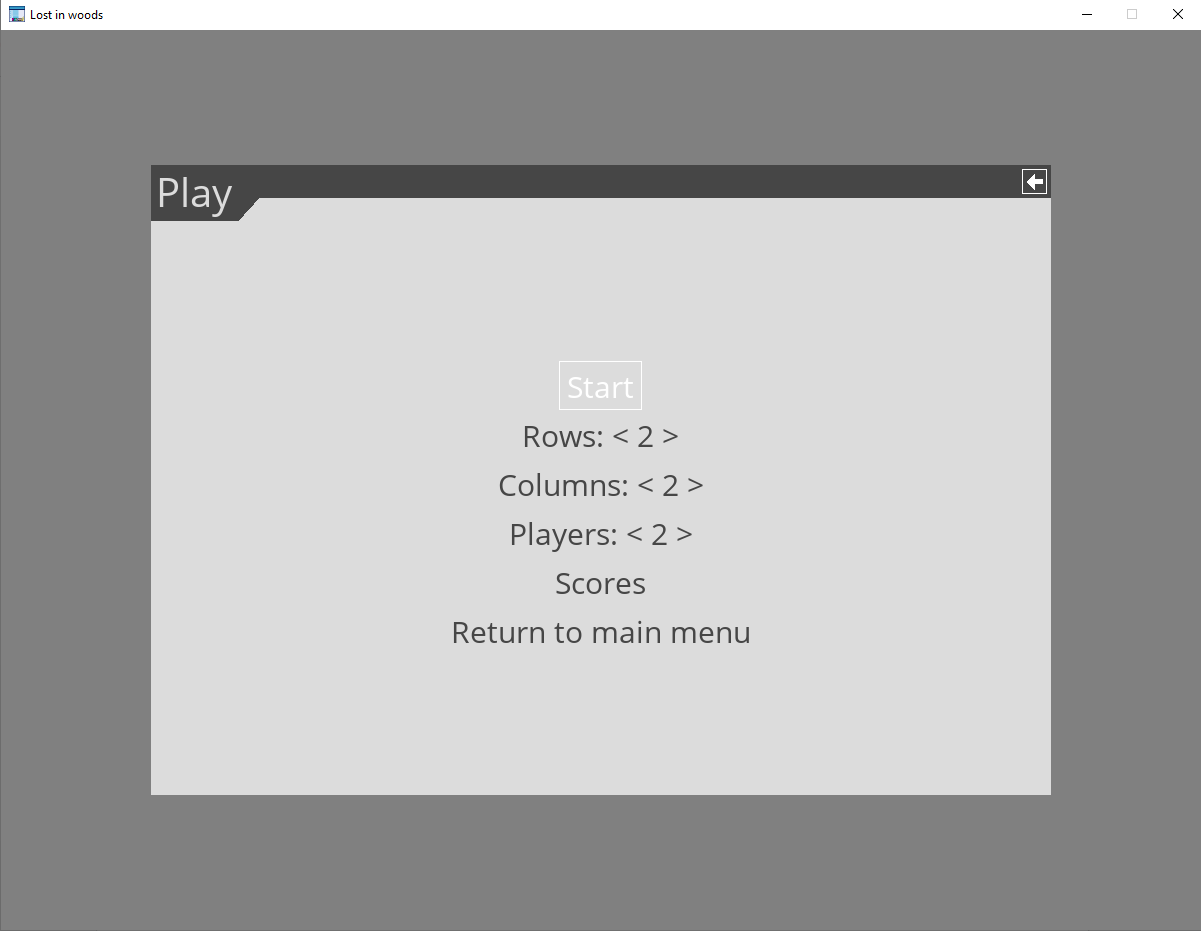 Lost in woods
Play
Start
Rows: < 2 >
Columns: < 2 >
Players: < 2 >
Scores
Return to main menu